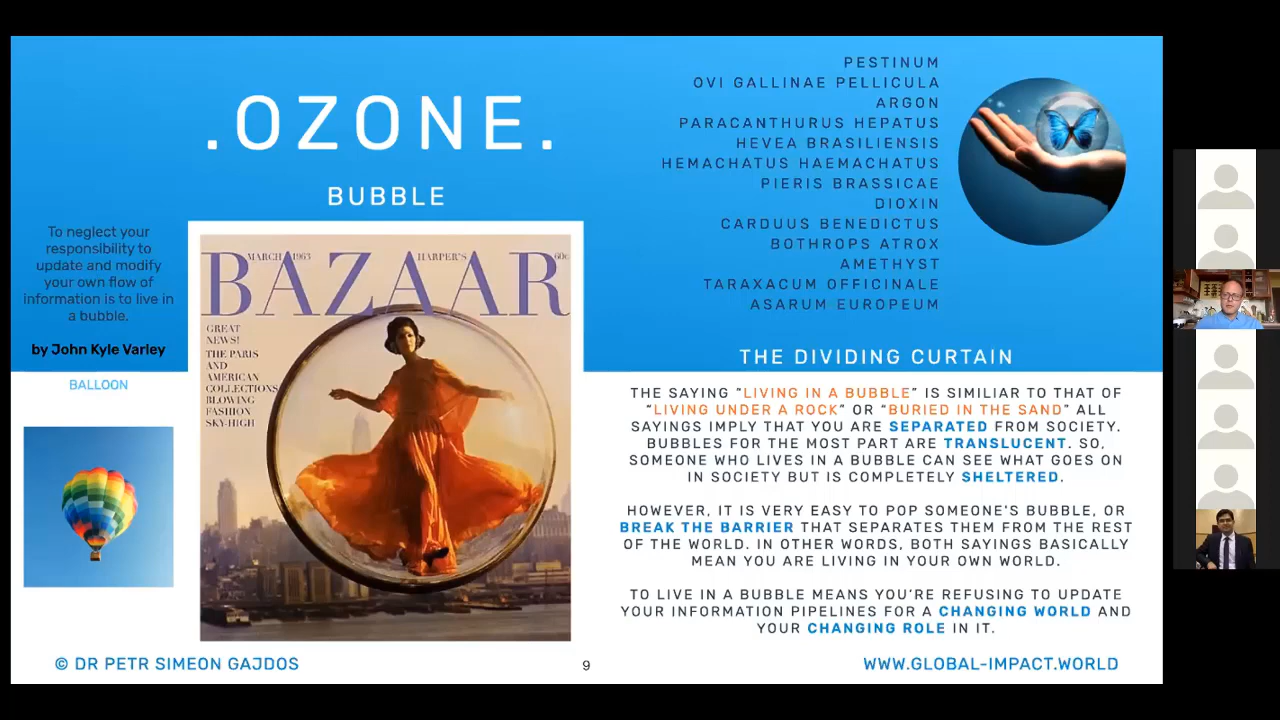 .OZONE.
BUBBLE
To neglect your
responsibility to
update and modify
your own flow of
information is to live in
a bubble.
by John Kyle Varley
BALLOON
MARCH 1963
HARPER'S
60¢
BAZAAR
GREAT
NEWS!
THE PARIS
AND
AMERICAN
COLLECTIONS
BLOWING
FASHION
SKY-HIGH
PESTINUM
OVI GALLINAE PELLICULA
ARGON
PARACANTHURUS HEPATUS
HEVEA BRASILIENSIS
HEMACHATUS HAEMACHATUS
PIERIS BRASSICAE
DIOXIN
CARDUUS BENEDICTUS
BOTHROPS ATROX
AMETHYST
TARAXACUM OFFICINALE
ASARUM EUROPEUM
THE DIVIDING CURTAIN
THE SAYING "LIVING IN A BUBBLE" IS SIMILIAR TO THAT OF
"LIVING UNDER A ROCK" OR "BURIED IN THE SAND" ALL
SAYINGS IMPLY THAT YOU ARE SEPARATED FROM SOCIETY.
BUBBLES FOR THE MOST PART ARE TRANSLUCENT. SO,
SOMEONE WHO LIVES IN A BUBBLE CAN SEE WHAT GOES ON
IN SOCIETY BUT IS COMPLETELY SHELTERED.
HOWEVER, IT IS VERY EASY TO POP SOMEONE'S BUBBLE, OR
BREAK THE BARRIER THAT SEPARATES THEM FROM THE REST
OF THE WORLD. IN OTHER WORDS, BOTH SAYINGS BASICALLY
MEAN YOU ARE LIVING IN YOUR OWN WORLD.
TO LIVE IN A BUBBLE MEANS YOU'RE REFUSING TO UPDATE
YOUR INFORMATION PIPELINES FOR A CHANGING WORLD AND
YOUR CHANGING ROLE IN IT.
© DR PETR SIMEON GAJDOS
9
WWW.GLOBAL-IMPACT.WORLD